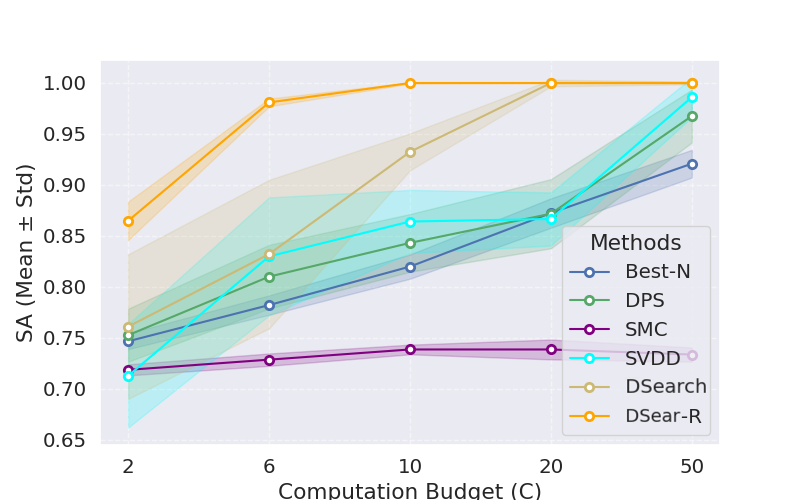 1.00
0.95
0.90
0.85
0.80
0.75
0.70
0.65
SA (Mean ± Std)
Methods
Best-N
DPS
SMC
SVDD
DSearch
DSear-R
2 6 10 20 50
Computation Budget (C)